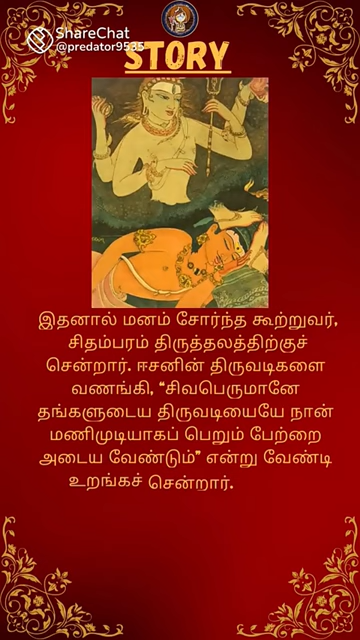 ShareChat
@predator9535
STORY
இதனால் மனம் சோர்ந்த கூற்றுவர்,
சிதம்பரம் திருத்தலத்திற்குச்
சென்றார். ஈசனின் திருவடிகளை
வணங்கி, “சிவபெருமானே
தங்களுடைய திருவடியையே நான்
மணிமுடியாகப் பெறும் பேற்றை
அடைய வேண்டும்” என்று வேண்டி
உறங்கச் சென்றார்.